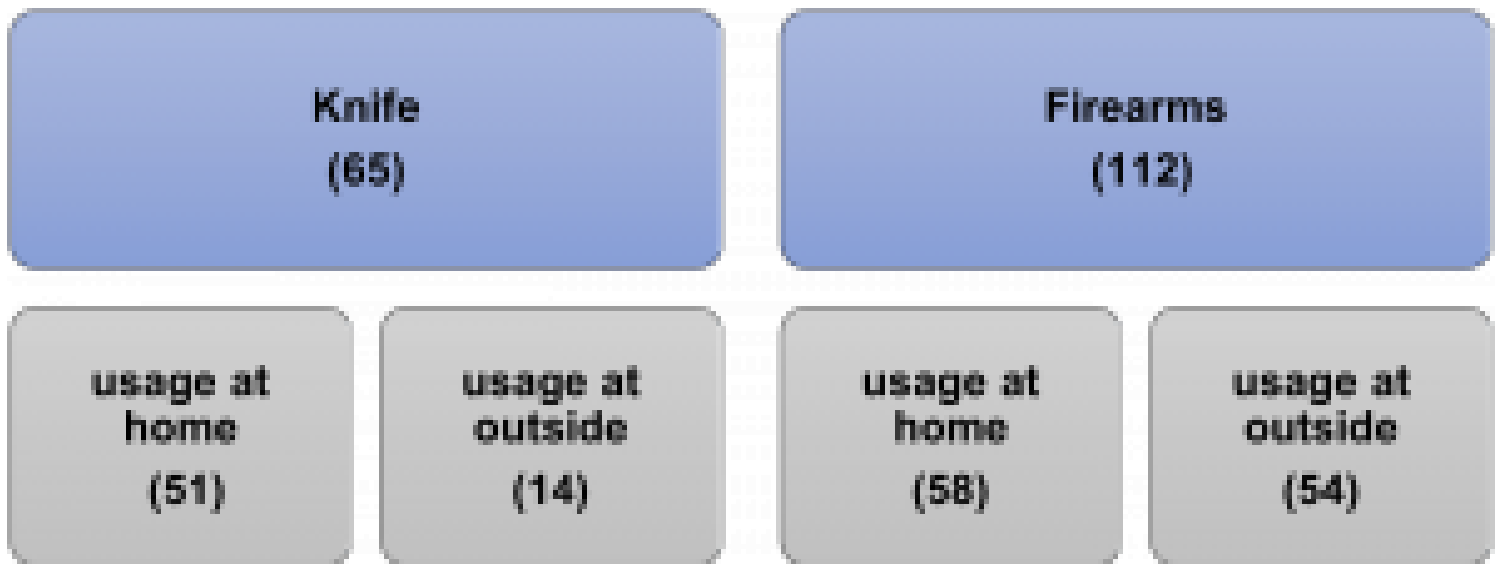 Knife
(65)
Firearms
(112)
usage at
home
(51)
usage at
outside
(14)
usage at
home
(58)
usage at
outside
(54)